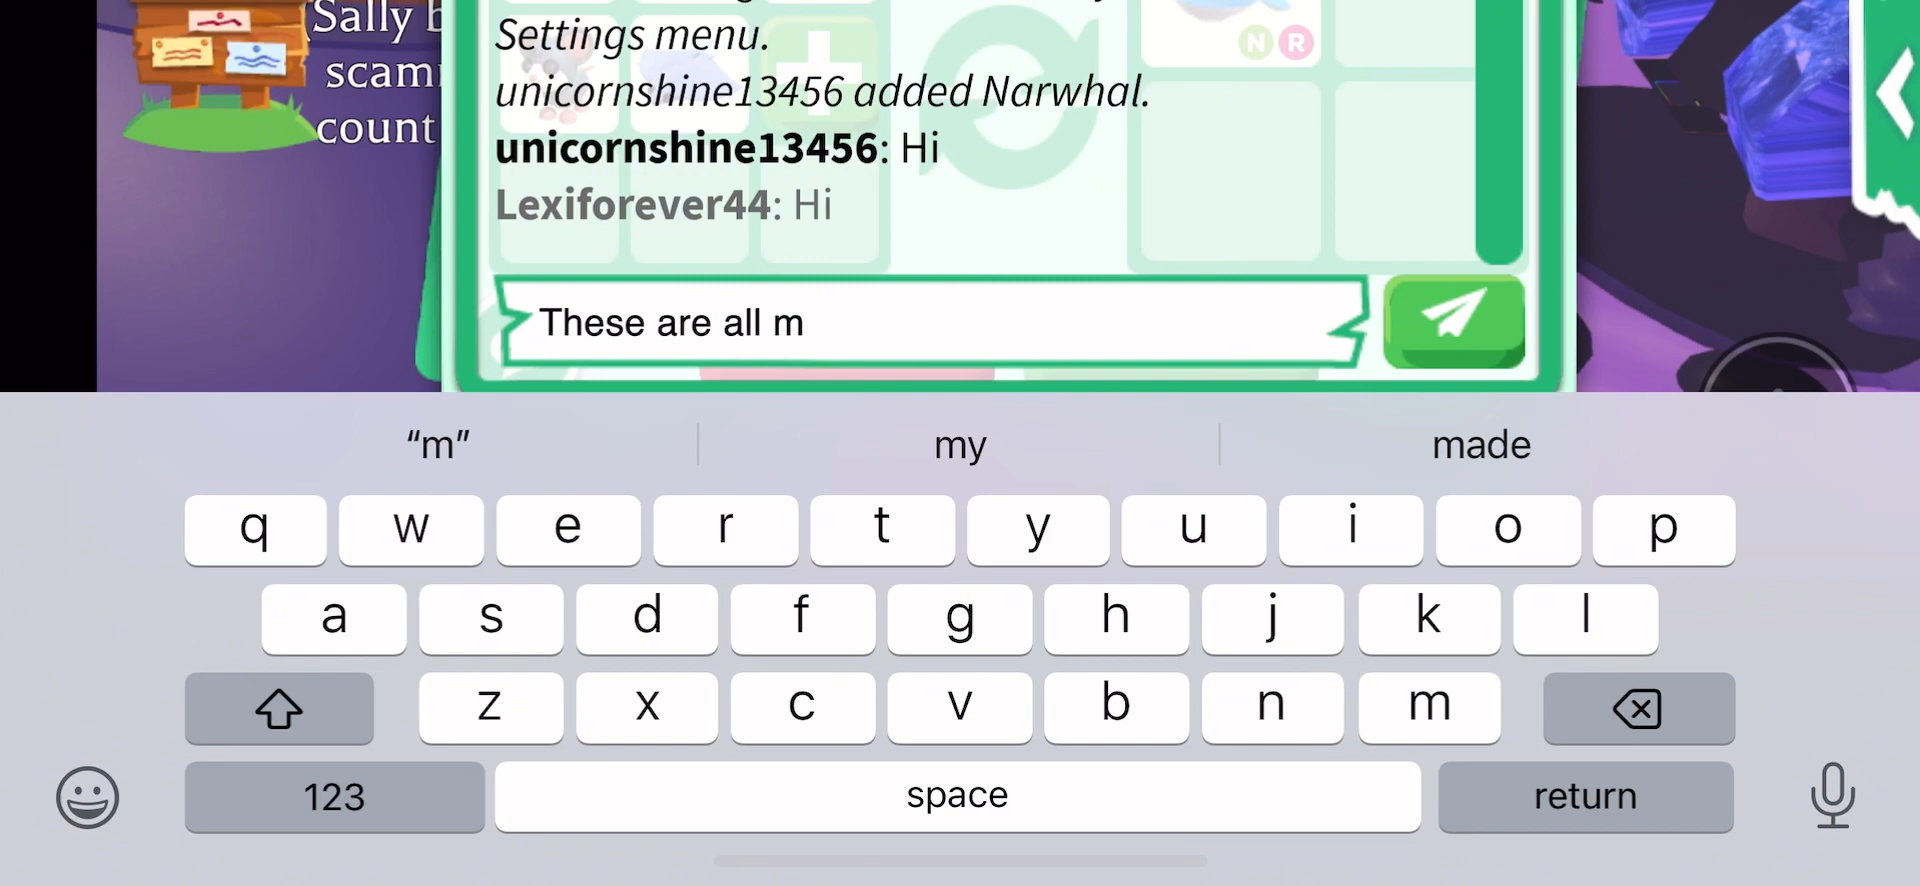 Sally
scam
count
Settings menu.
unicornshine13456 added Narwhal.
unicornshine13456: Hi
Lexiforever44: Hi
N R
These are all m
“m” my made
q w e r t y u i o p
a s d f g h j k l
z x c v b n m
123 space return